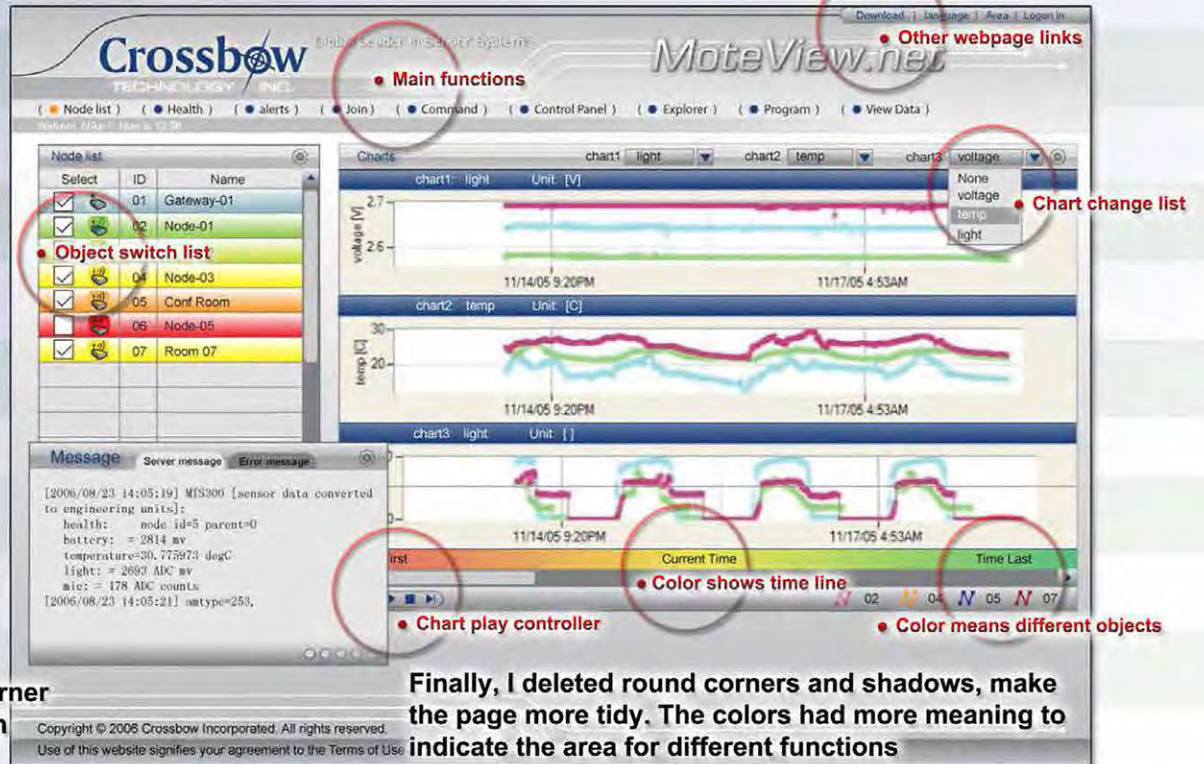 Download | language | Area | Logon in
Other webpage links
Crossbow
TECHNOLOGY INC.
Global Leader in Sensor Systems
MoteView.net
Main functions
( Node list ) ( Health ) ( alerts ) ( Join ) ( Command ) ( Control Panel ) ( Explorer ) ( Program ) ( View Data )
Node list
Select ID Name
01 Gateway-01
02 Node-01
Object switch list
04 Node-03
05 Conf Room
06 Node-05
07 Room 07
Charts chart1 light chart2 temp chart3 voltage
None
voltage
temp
light
Chart change list
chart1: light Unit: [V]
voltage [V]
2.7
2.6
11/14/05 9:20PM 11/17/05 4:53AM
chart2: temp Unit: [C]
temp [C]
30
20
11/14/05 9:20PM 11/17/05 4:53AM
chart3: light Unit: [ ]
11/14/05 9:20PM 11/17/05 4:53AM
Current Time Time Last
Color shows time line
02 04 05 07
Chart play controller
Color means different objects
Message Server message Error message
[2006/08/23 14:05:19] MTS300 [sensor data converted
to engineering units]:
health: node id=5 parent=0
battery: = 2814 mv
temperature=30.775973 degC
light: = 2693 ADC mv
mic: = 178 ADC counts
[2006/08/23 14:05:21] amtype=253,
Finally, I deleted round corners and shadows, make
the page more tidy. The colors had more meaning to
indicate the area for different functions
Copyright © 2006 Crossbow Incorporated. All rights reserved.
Use of this website signifies your agreement to the Terms of Use